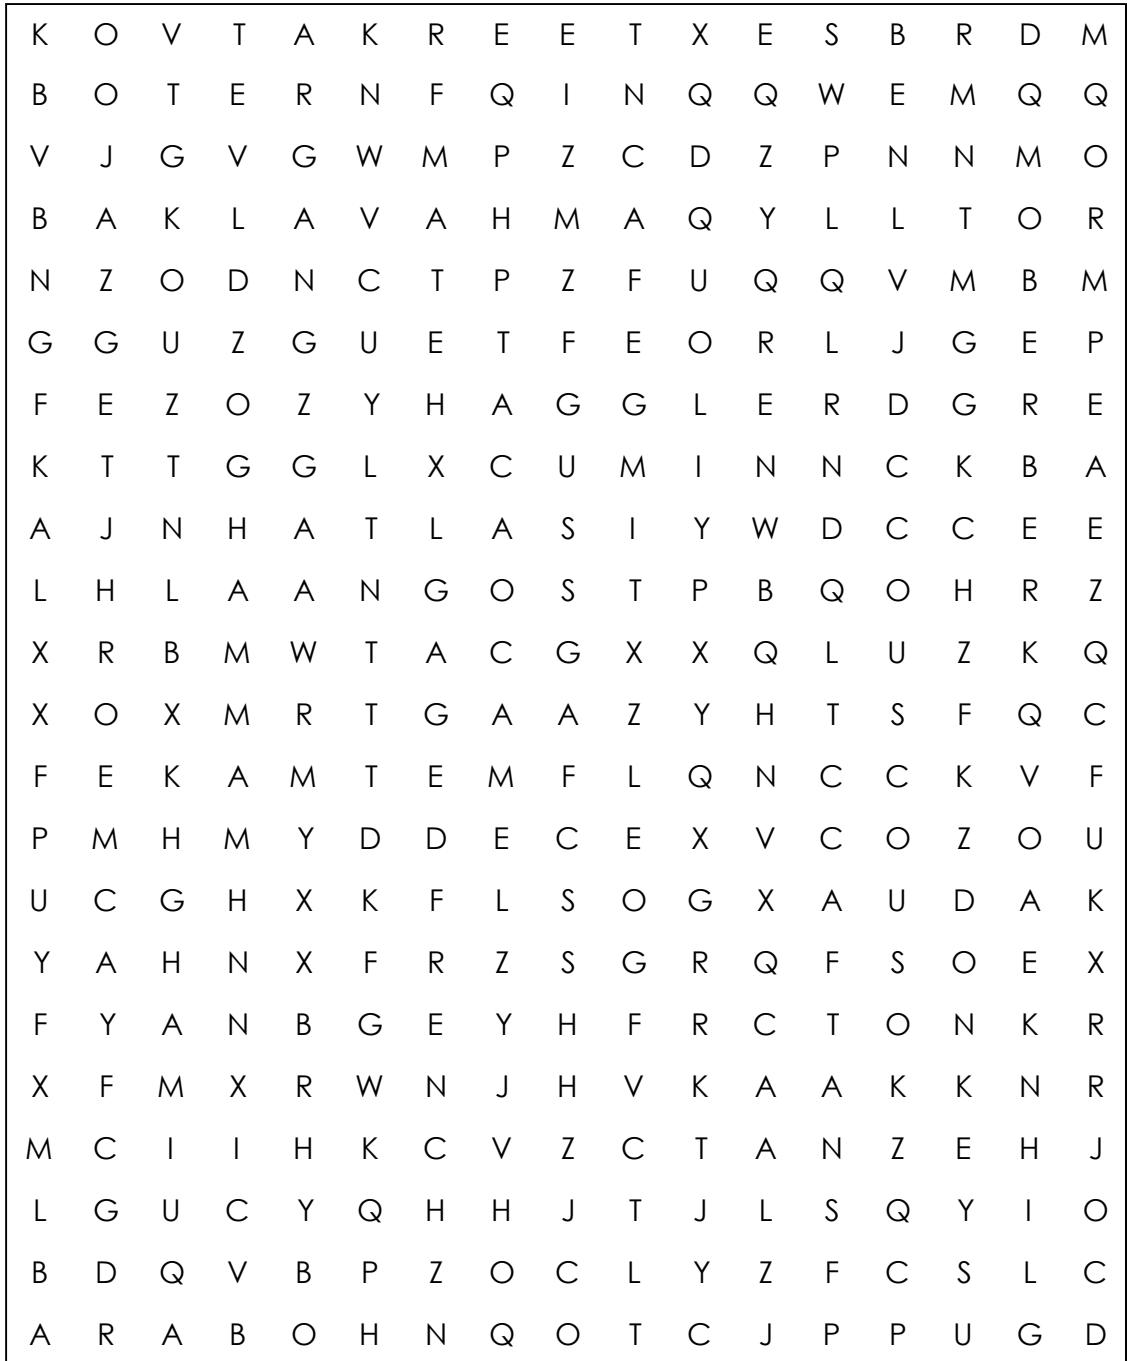 K O V T A K R E E T X E S B R D M
B O T E R N F Q I N Q Q W E M Q Q
V J G V G W M P Z C D Z P N N M O
B A K L A V A H M A Q Y L L T O R
N Z O D N C T P Z F U Q Q V M B M
G G U Z G U E T F E O R L J G E P
F E Z O Z Y H A G G L E R D G R E
K T T G G L X C U M I N N C K B A
A J N H A T L A S I Y W D C C E E
L H L A A N G O S T P B Q O H R Z
X R B M W T A C G X X Q L U Z K Q
X O X M R T G A A Z Y H T S F Q C
F E K A M T E M F L Q N C C K V F
P M H M Y D D E C E X V C O Z O U
U C G H X K F L S O G X A U D A K
Y A H N X F R Z S G R Q F S O E X
F Y A N B G E Y H F R C T O N K R
X F M X R W N J H V K A A K K N R
M C I I H K C V Z C T A N Z E H J
L G U C Y Q H H J T J L S Q Y I O
B D Q V B P Z O C L Y Z F C S L C
A R A B O H N Q O T C J P P U G D